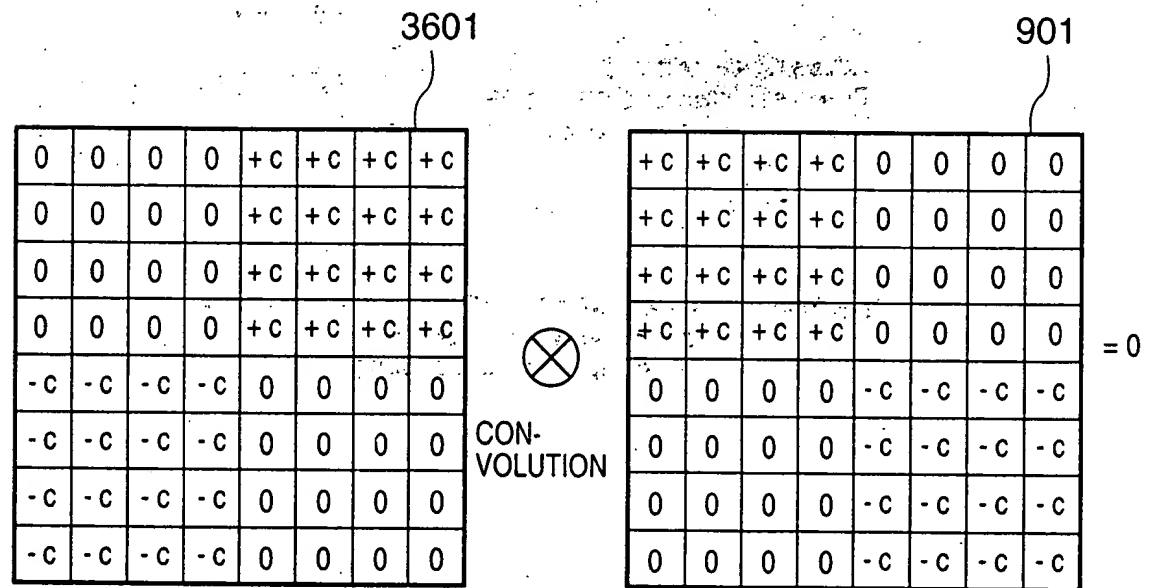 3601 901
0 0 0 0 +C +C +C +C +C +C +C +C 0 0 0 0
0 0 0 0 +C +C +C +C +C +C +C +C 0 0 0 0
0 0 0 0 +C +C +C +C +C +C +C +C 0 0 0 0
0 0 0 0 +C +C +C +C +C +C +C +C 0 0 0 0
= 0
-C -C -C -C 0 0 0 0 0 0 0 0 -C -C -C -C
-C -C -C -C 0 0 0 0 0 0 0 0 -C -C -C -C
CON-
VOLUTION
-C -C -C -C 0 0 0 0 0 0 0 0 -C -C -C -C
-C -C -C -C 0 0 0 0 0 0 0 0 -C -C -C -C